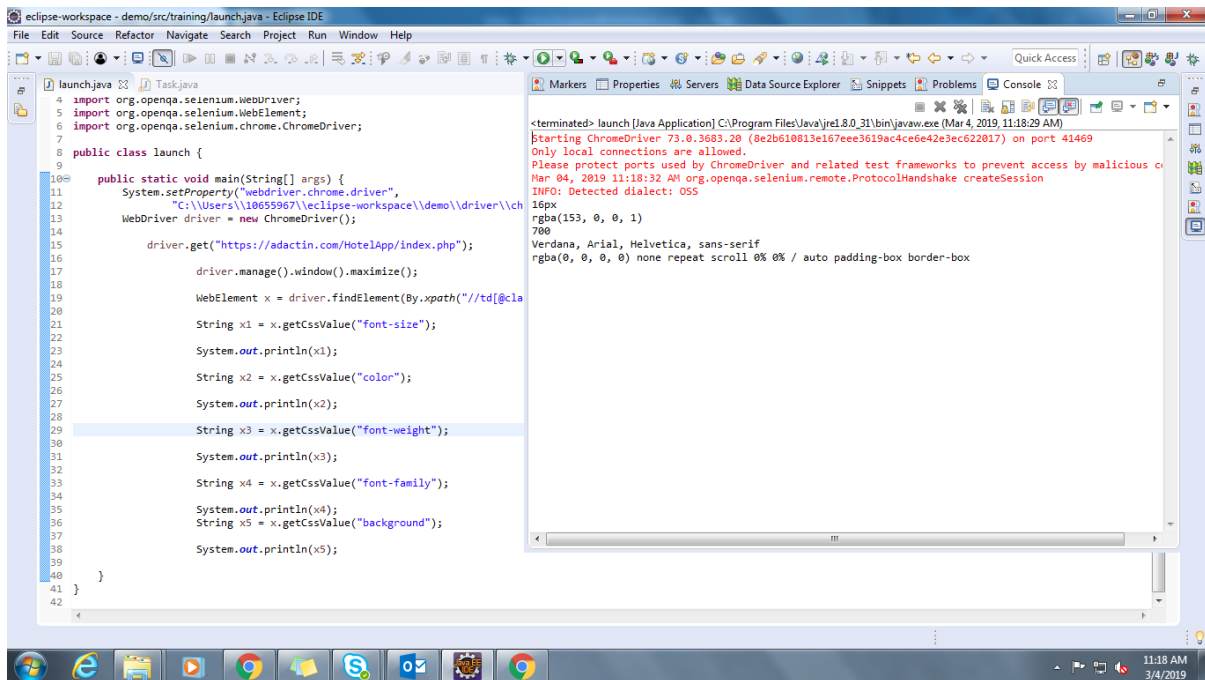 eclipse-workspace - demo/src/training/launch.java - Eclipse IDE
File Edit Source Refactor Navigate Search Project Run Window Help
Quick Access
launch.java Task.java
4 import org.openqa.selenium.WebDriver;
5 import org.openqa.selenium.WebElement;
6 import org.openqa.selenium.chrome.ChromeDriver;
7
8 public class launch {
9
10 public static void main(String[] args) {
11 System.setProperty("webdriver.chrome.driver",
12 "C:\\Users\\10655967\\eclipse-workspace\\demo\\driver\\ch
13 WebDriver driver = new ChromeDriver();
14
15 driver.get("https://adactin.com/HotelApp/index.php");
16
17 driver.manage().window().maximize();
18
19 WebElement x = driver.findElement(By.xpath("//td[@cla
20
21 String x1 = x.getCssValue("font-size");
22
23 System.out.println(x1);
24
25 String x2 = x.getCssValue("color");
26
27 System.out.println(x2);
28
29 String x3 = x.getCssValue("font-weight");
30
31 System.out.println(x3);
32
33 String x4 = x.getCssValue("font-family");
34
35 System.out.println(x4);
36 String x5 = x.getCssValue("background");
37
38 System.out.println(x5);
39
40 }
41 }
42
Markers Properties Servers Data Source Explorer Snippets Problems Console
<terminated> launch [Java Application] C:\Program Files\Java\jre1.8.0_31\bin\javaw.exe (Mar 4, 2019, 11:18:29 AM)
Starting ChromeDriver 73.0.3683.20 (8e2b610813e167eee3619ac4ce6e42e3ec622017) on port 41469
Only local connections are allowed.
Please protect ports used by ChromeDriver and related test frameworks to prevent access by malicious c
Mar 04, 2019 11:18:32 AM org.openqa.selenium.remote.ProtocolHandshake createSession
INFO: Detected dialect: OSS
16px
rgba(153, 0, 0, 1)
700
Verdana, Arial, Helvetica, sans-serif
rgba(0, 0, 0, 0) none repeat scroll 0% 0% / auto padding-box border-box
11:18 AM
3/4/2019